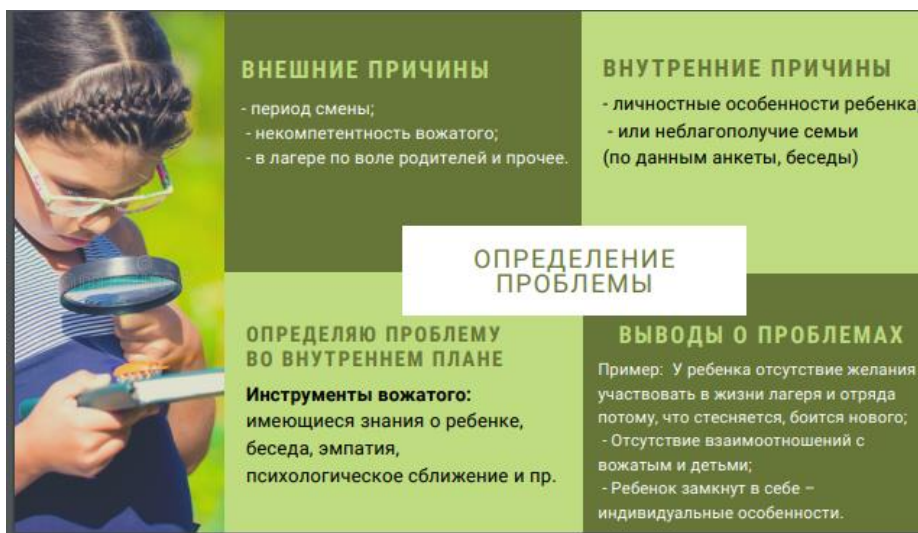 ВНЕШНИЕ ПРИЧИНЫ
- период смены;
- некомпетентность вожатого;
- в лагере по воле родителей и прочее.
ВНУТРЕННИЕ ПРИЧИНЫ
- личностные особенности ребенка;
- или неблагополучие семьи
(по данным анкеты, беседы)
ОПРЕДЕЛЕНИЕ
ПРОБЛЕМЫ
ОПРЕДЕЛЯЮ ПРОБЛЕМУ
ВО ВНУТРЕННЕМ ПЛАНЕ
Инструменты вожатого:
имеющиеся знания о ребенке,
беседа, эмпатия,
психологическое сближение и пр.
ВЫВОДЫ О ПРОБЛЕМАХ
Пример: У ребенка отсутствие желания
участвовать в жизни лагеря и отряда
потому, что стесняется, боится нового;
- Отсутствие взаимоотношений с
вожатым и детьми;
- Ребенок замкнут в себе –
индивидуальные особенности.